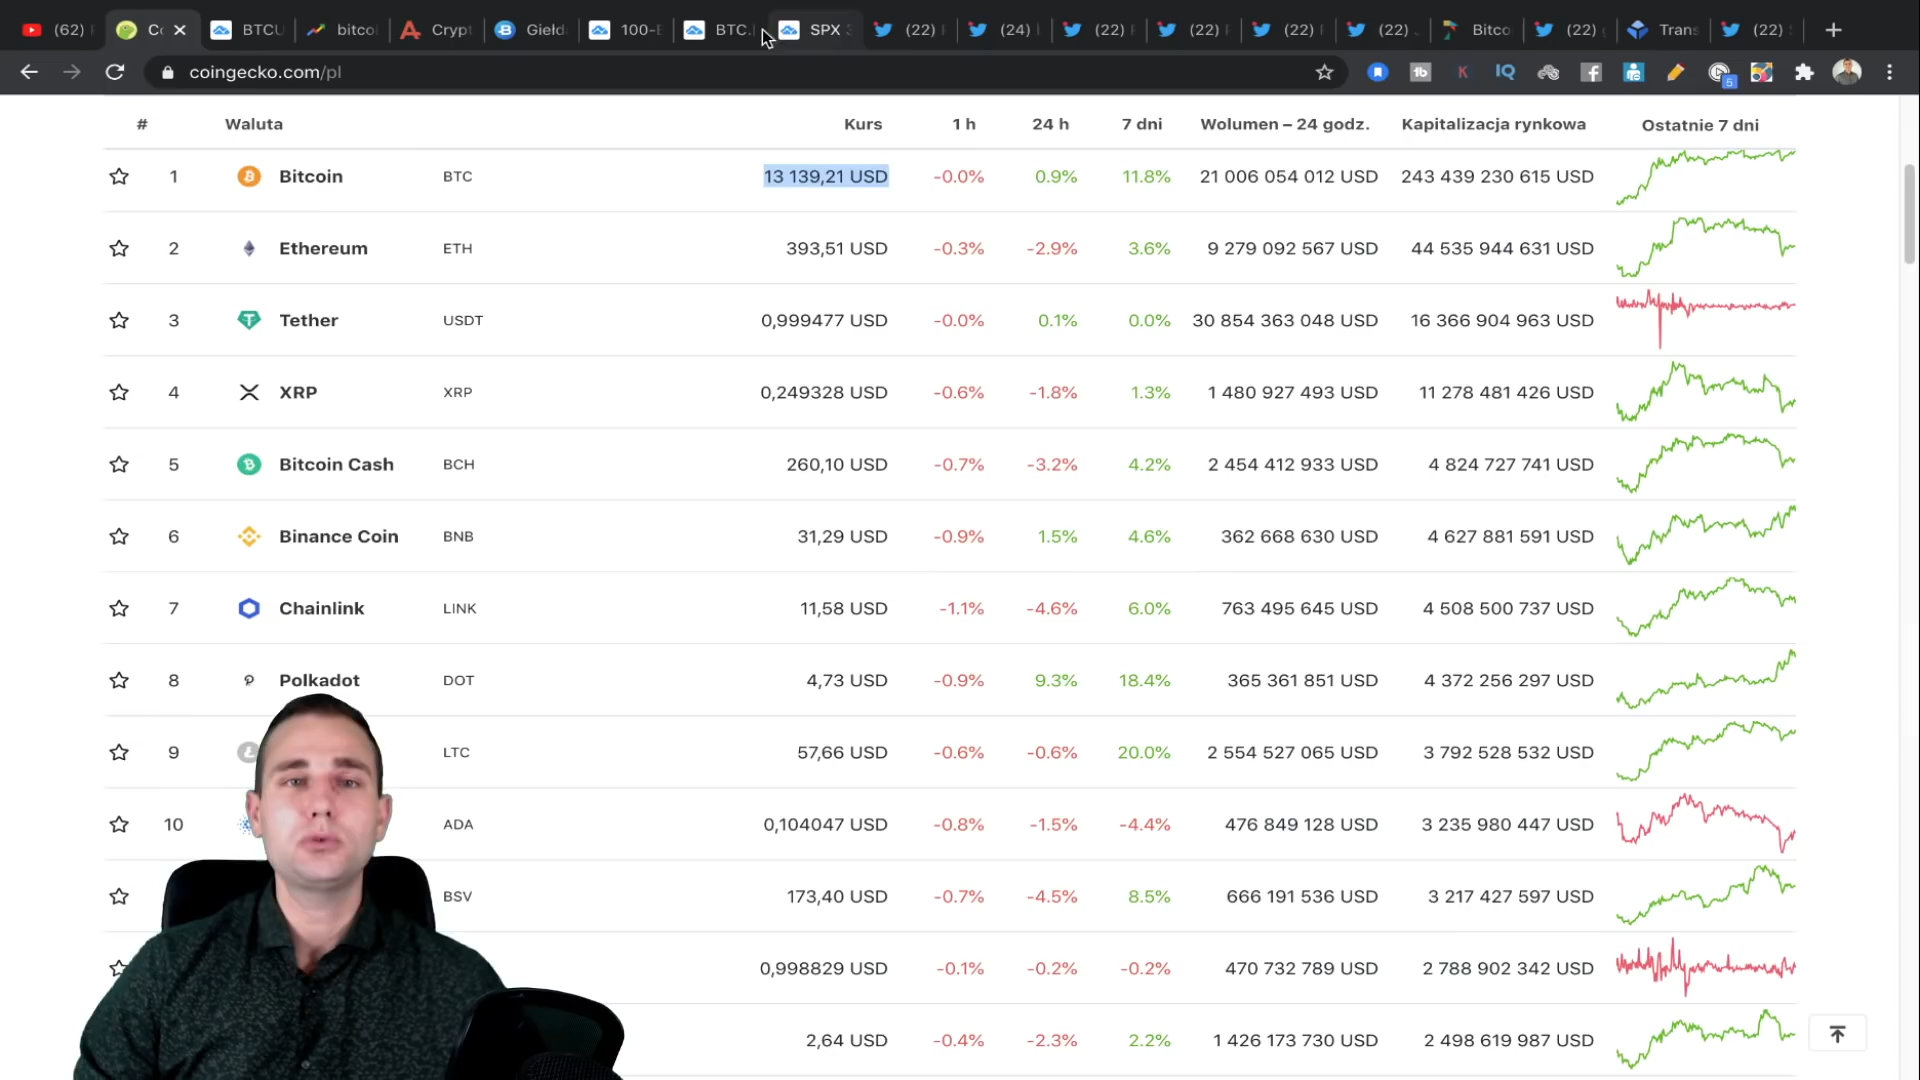 (62)
BTCU
bitcoi
Crypt
Giełd
100-E
BTC.
SPX
(22)
(24)
(22)
(22)
(22)
(22)
Bitco
(22)
Trans
(22)
coingecko.com/pl
# Waluta Kurs 1 h 24 h 7 dni Wolumen – 24 godz. Kapitalizacja rynkowa Ostatnie 7 dni
1 Bitcoin BTC 13 139,21 USD -0.0% 0.9% 11.8% 21 006 054 012 USD 243 439 230 615 USD
2 Ethereum ETH 393,51 USD -0.3% -2.9% 3.6% 9 279 092 567 USD 44 535 944 631 USD
3 Tether USDT 0,999477 USD -0.0% 0.1% 0.0% 30 854 363 048 USD 16 366 904 963 USD
4 XRP XRP 0,249328 USD -0.6% -1.8% 1.3% 1 480 927 493 USD 11 278 481 426 USD
5 Bitcoin Cash BCH 260,10 USD -0.7% -3.2% 4.2% 2 454 412 933 USD 4 824 727 741 USD
6 Binance Coin BNB 31,29 USD -0.9% 1.5% 4.6% 362 668 630 USD 4 627 881 591 USD
7 Chainlink LINK 11,58 USD -1.1% -4.6% 6.0% 763 495 645 USD 4 508 500 737 USD
8 Polkadot DOT 4,73 USD -0.9% 9.3% 18.4% 365 361 851 USD 4 372 256 297 USD
9 LTC 57,66 USD -0.6% -0.6% 20.0% 2 554 527 065 USD 3 792 528 532 USD
10 ADA 0,104047 USD -0.8% -1.5% -4.4% 476 849 128 USD 3 235 980 447 USD
BSV 173,40 USD -0.7% -4.5% 8.5% 666 191 536 USD 3 217 427 597 USD
0,998829 USD -0.1% -0.2% -0.2% 470 732 789 USD 2 788 902 342 USD
2,64 USD -0.4% -2.3% 2.2% 1 426 173 730 USD 2 498 619 987 USD